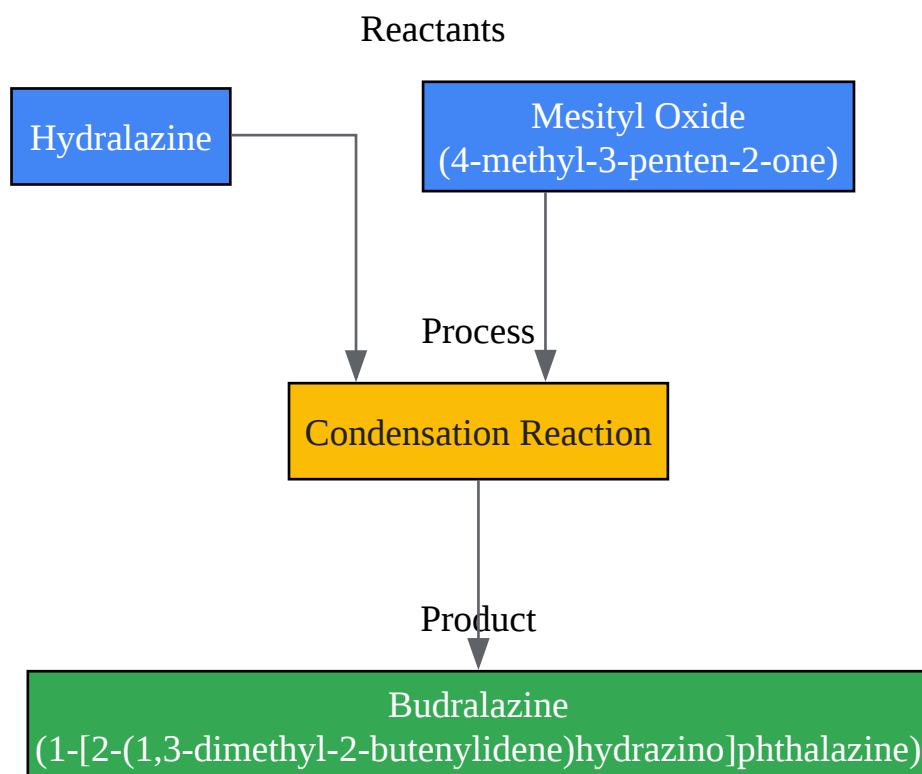 Reactants
Hydralazine
Mesityl Oxide
(4-methyl-3-penten-2-one)
Process
Condensation Reaction
Product
Budralazine
(1-[2-(1,3-dimethyl-2-butenylidene)hydrazino]phthalazine)